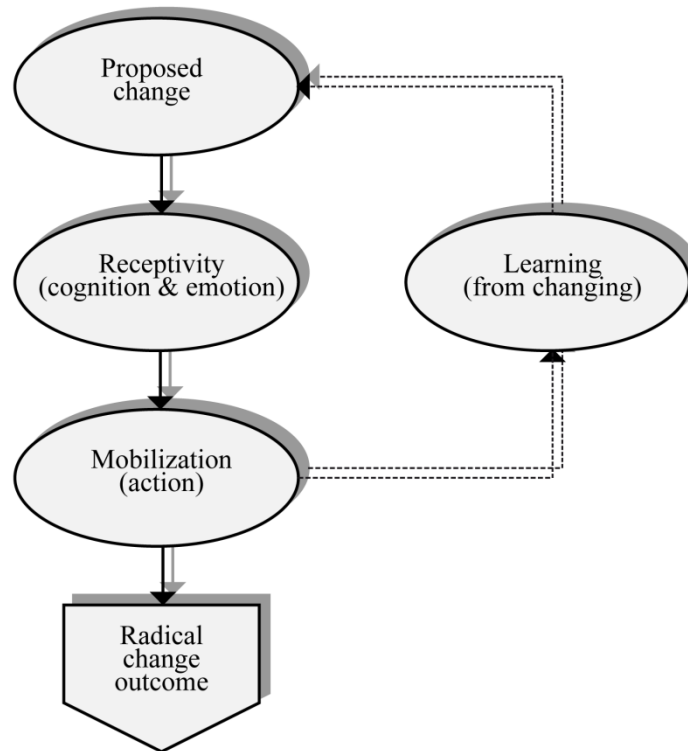 Proposed
change
Receptivity
(cognition & emotion)
Learning
(from changing)
Mobilization
(action)
Radical
change
outcome